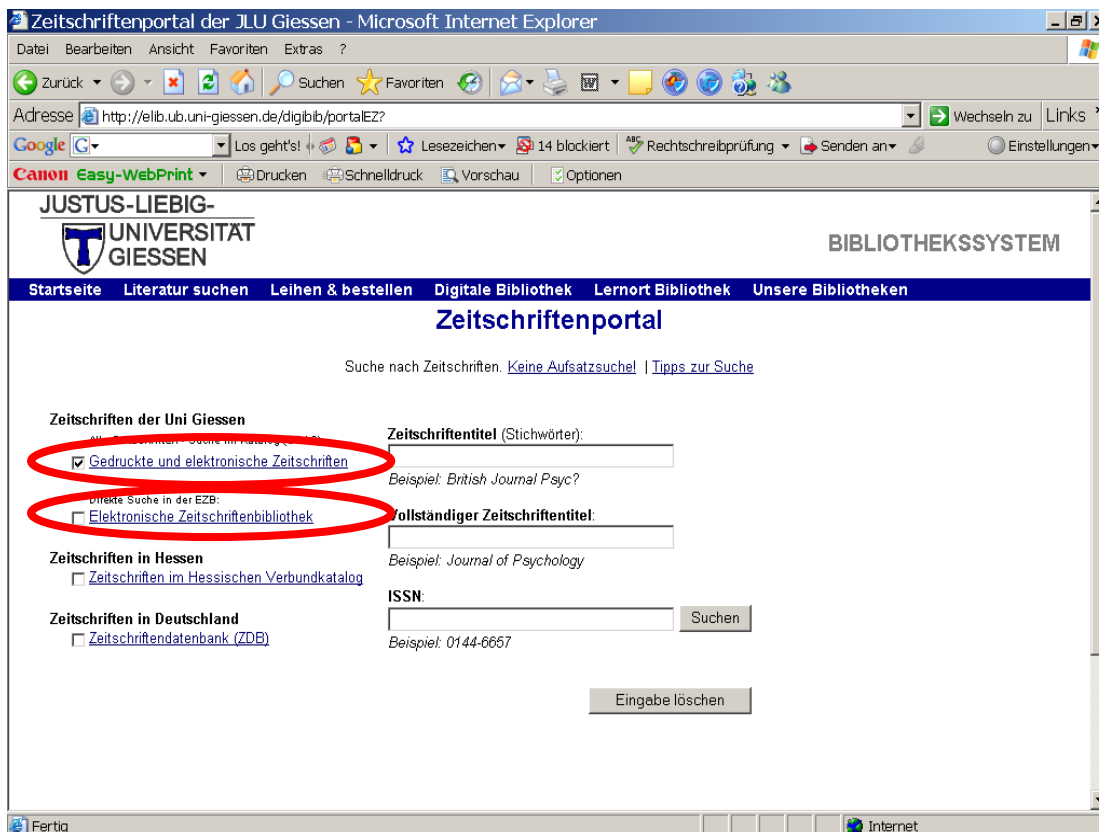 Zeitschriftenportal der JLU Giessen - Microsoft Internet Explorer
Datei Bearbeiten Ansicht Favoriten Extras ?
Zurück Suchen Favoriten
Adresse http://elib.ub.uni-giessen.de/digibib/portalEZ? Wechseln zu Links
Google G Los geht's! Lesezeichen 14 blockiert ABC Rechtschreibprüfung Senden an Einstellungen
Canon Easy-WebPrint Drucken Schnelldruck Vorschau Optionen
JUSTUS-LIEBIG-
UNIVERSITÄT
GIESSEN
BIBLIOTHEKSSYSTEM
Startseite Literatur suchen Leihen & bestellen Digitale Bibliothek Lernort Bibliothek Unsere Bibliotheken
Zeitschriftenportal
Suche nach Zeitschriften. Keine Aufsatzsuche! | Tipps zur Suche
Zeitschriften der Uni Giessen
Gedruckte und elektronische Zeitschriften
Direkte Suche in der EZB:
Elektronische Zeitschriftenbibliothek
Zeitschriften in Hessen
Zeitschriften im Hessischen Verbundkatalog
Zeitschriften in Deutschland
Zeitschriftendatenbank (ZDB)
Zeitschriftentitel (Stichwörter):
Beispiel: British Journal Psyc?
Vollständiger Zeitschriftentitel:
Beispiel: Journal of Psychology
ISSN:
Suchen
Beispiel: 0144-6657
Eingabe löschen
Fertig Internet